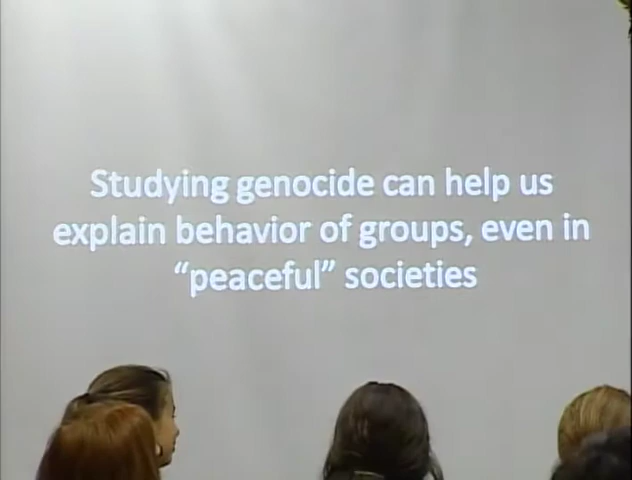 Studying genocide can help us
explain behavior of groups, even in
“peaceful” societies